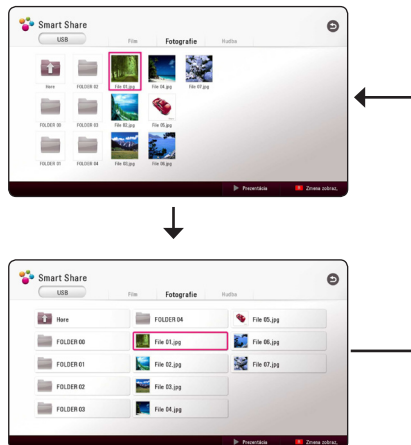 Smart Share
USB Film Fotografie Hudba
Hore FOLDER 02 File 01.jpg File 04.jpg File 07.jpg
FOLDER 00 FOLDER 03 File 02.jpg File 05.jpg
FOLDER 01 FOLDER 04 File 03.jpg File 06.jpg
Prezentácia Zmena zobraz.
Smart Share
USB Film Fotografie Hudba
Hore FOLDER 04 File 05.jpg
FOLDER 00 File 01.jpg File 06.jpg
FOLDER 01 File 02.jpg File 07.jpg
FOLDER 02 File 03.jpg
FOLDER 03 File 04.jpg
Prezentácia Zmena zobraz.